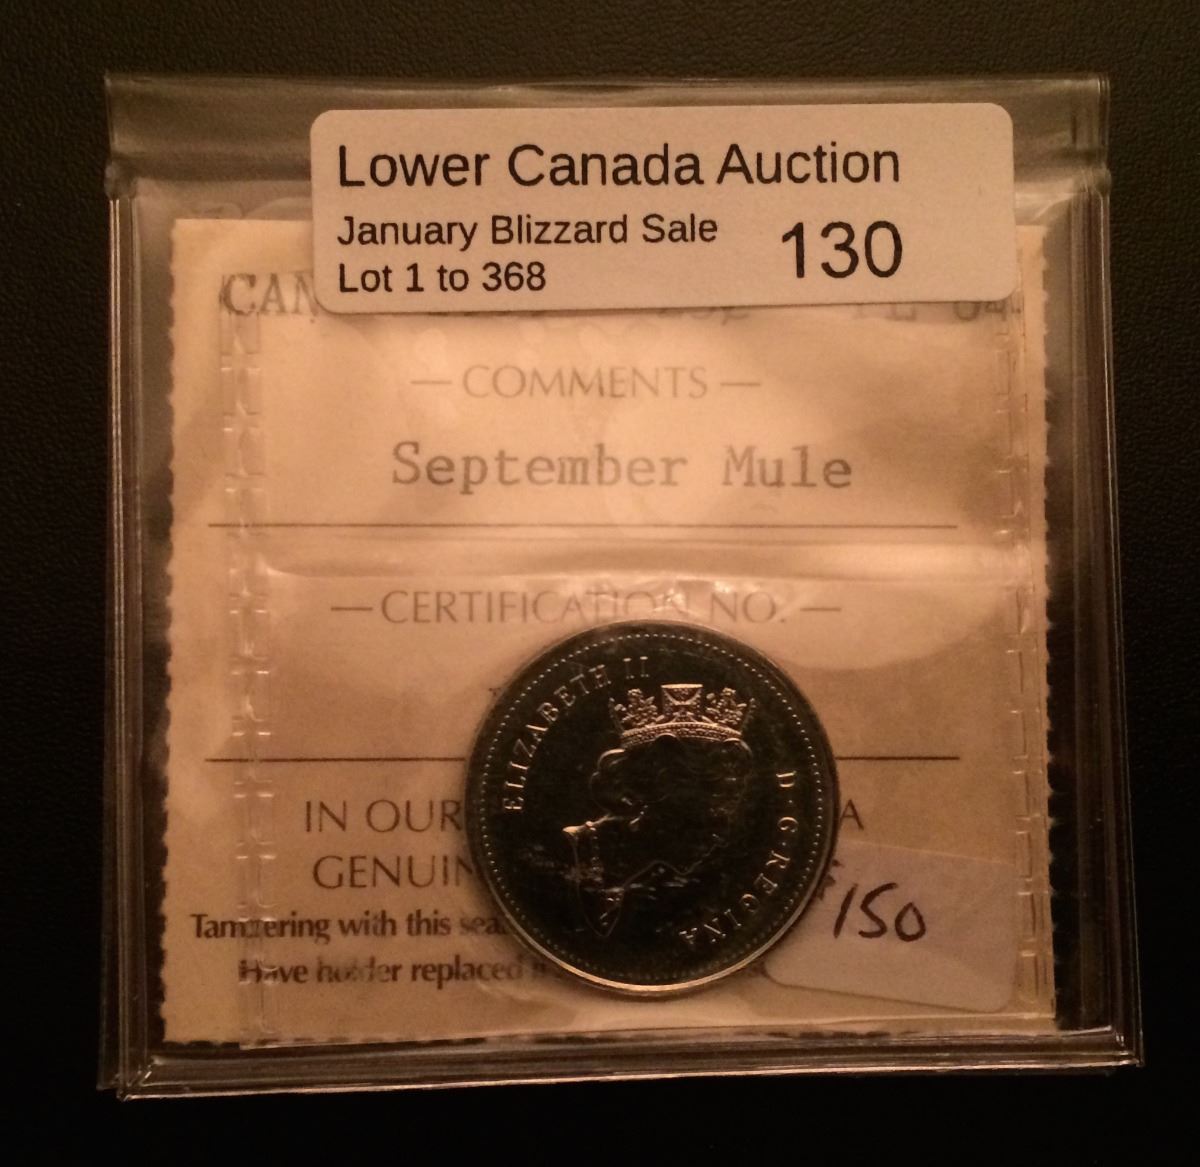 Lower Canada Auction
January Blizzard Sale 130
Lot 1 to 368
CAN
— COMMENTS —
September Mule
— CERTIFICATION NO. —
ELIZABETH II D·G·REGINA
IN OUR A
GENUIN
$150
Tampering with this sea
Have holder replaced